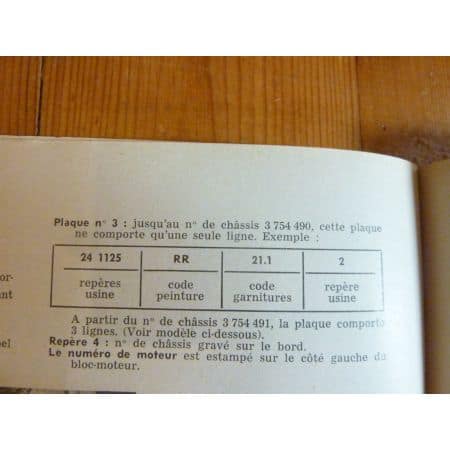 Plaque n° 3 : jusqu'au n° de châssis 3 754 490, cette plaque
ne comporte qu'une seule ligne. Exemple :
24 1125 RR 21.1 2
repères code code repère
usine peinture garnitures usine
A partir du n° de châssis 3 754 491, la plaque comporte
3 lignes. (Voir modèle ci-dessous).
Repère 4 : n° de châssis gravé sur le bord.
Le numéro de moteur est estampé sur le côté gauche du
bloc-moteur.